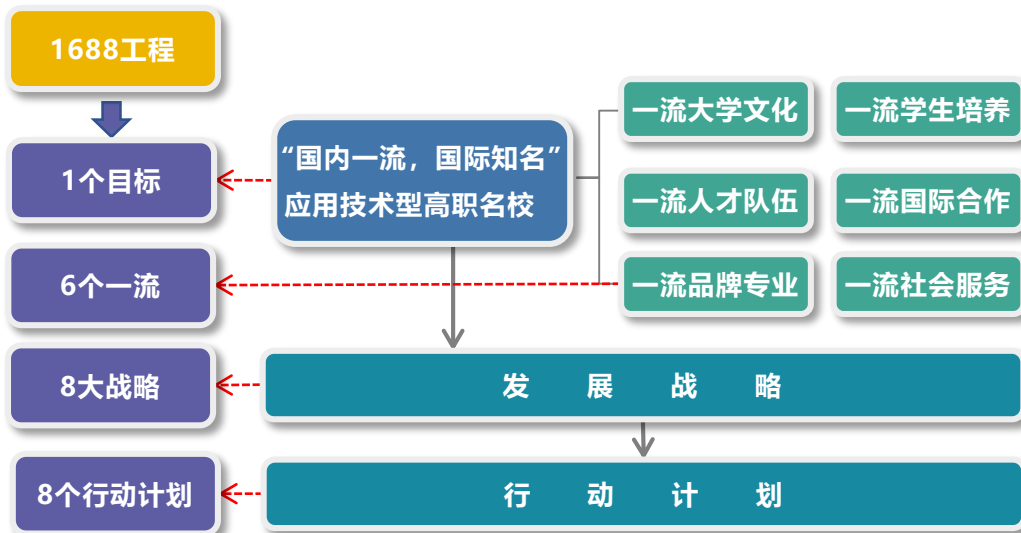 1688工程
1个目标
“国内一流，国际知名”
应用技术型高职名校
一流大学文化
一流学生培养
一流人才队伍
一流国际合作
一流品牌专业
一流社会服务
6个一流
8大战略
发展战略
8个行动计划
行动计划